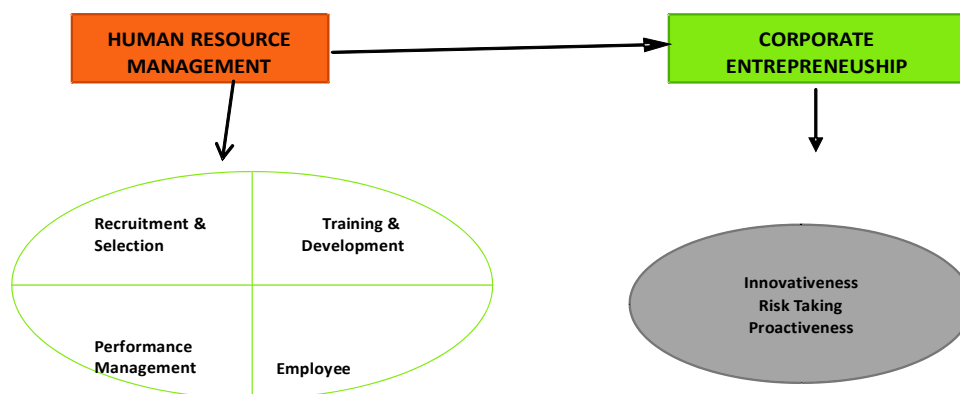 HUMAN RESOURCE
MANAGEMENT
CORPORATE
ENTREPRENEUSHIP
Recruitment &
Selection
Training &
Development
Performance
Management
Employee
Innovativeness
Risk Taking
Proactiveness